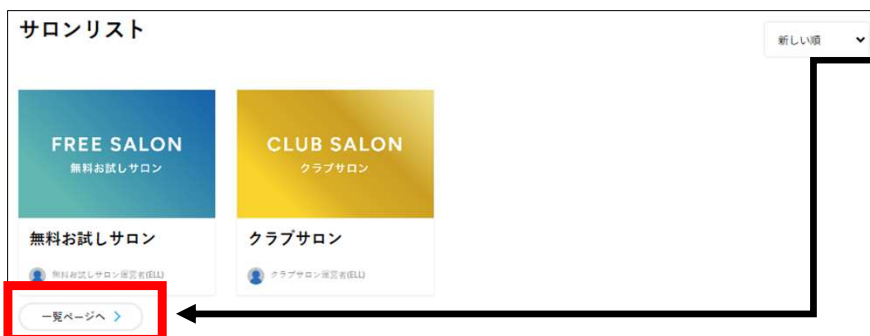 サロンリスト
新しい順
FREE SALON
無料お試しサロン
CLUB SALON
クラブサロン
無料お試しサロン
クラブサロン
無料お試しサロン運営者(ELL)
クラブサロン運営者(ELL)
一覧ページへ